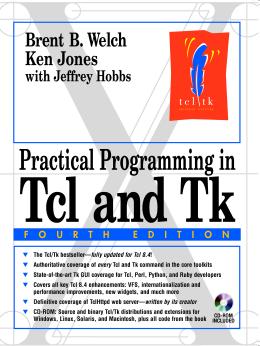 Brent B. Welch
Ken Jones
with Jeffrey Hobbs
tcl tk
Practical Programming in
Tcl and Tk
FOURTH EDITION
The Tcl/Tk bestseller—fully updated for Tcl 8.4!
Authoritative coverage of every Tcl and Tk command in the core toolkits
State-of-the-art Tk GUI coverage for Tcl, Perl, Python, and Ruby developers
Covers all key Tcl 8.4 enhancements: VFS, internationalization and
performance improvements, new widgets, and much more
Definitive coverage of TclHttpd web server—written by its creator
CD-ROM: Source and binary Tcl/Tk distributions and extensions for
Windows, Linux, Solaris, and Macintosh, plus all code from the book
CD-ROM
INCLUDED